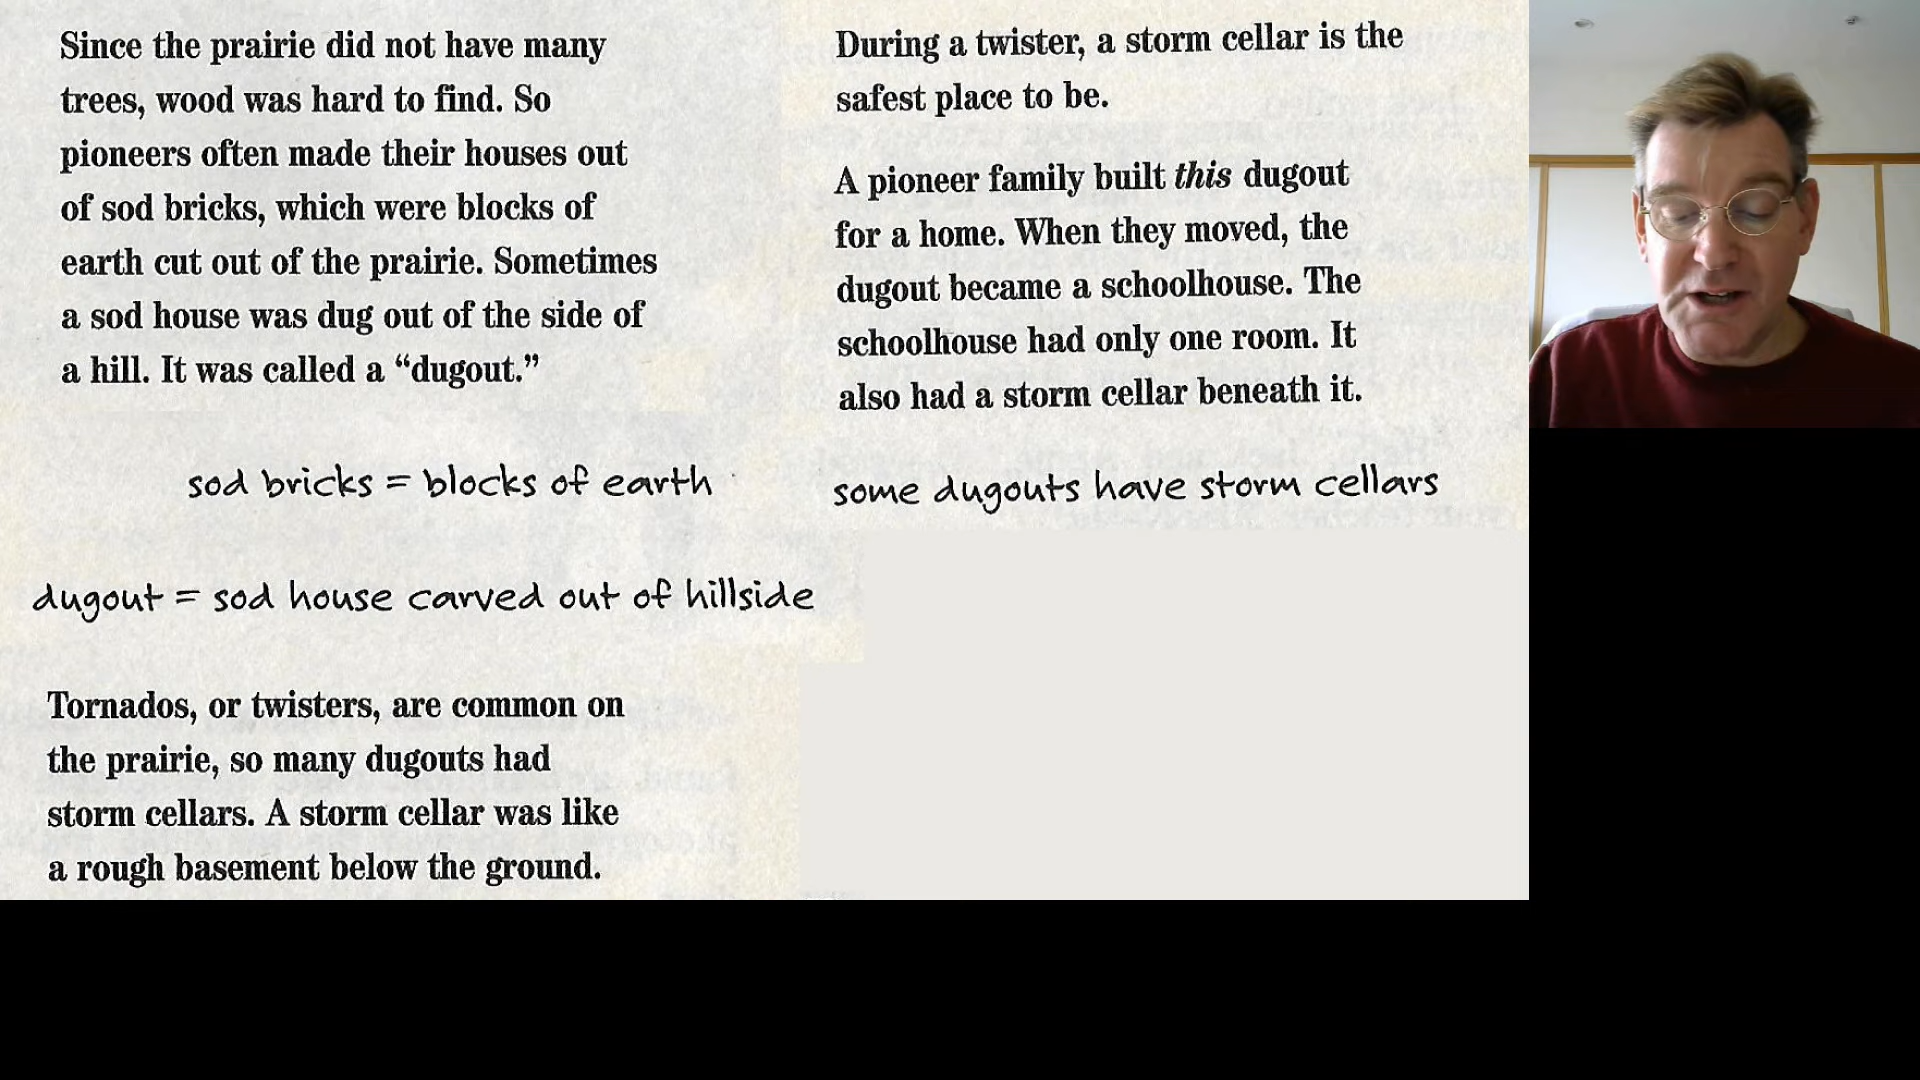 Since the prairie did not have many
trees, wood was hard to find. So
pioneers often made their houses out
of sod bricks, which were blocks of
earth cut out of the prairie. Sometimes
a sod house was dug out of the side of
a hill. It was called a “dugout.”
sod bricks = blocks of earth
dugout = sod house carved out of hillside
Tornados, or twisters, are common on
the prairie, so many dugouts had
storm cellars. A storm cellar was like
a rough basement below the ground.
During a twister, a storm cellar is the
safest place to be.
A pioneer family built this dugout
for a home. When they moved, the
dugout became a schoolhouse. The
schoolhouse had only one room. It
also had a storm cellar beneath it.
some dugouts have storm cellars